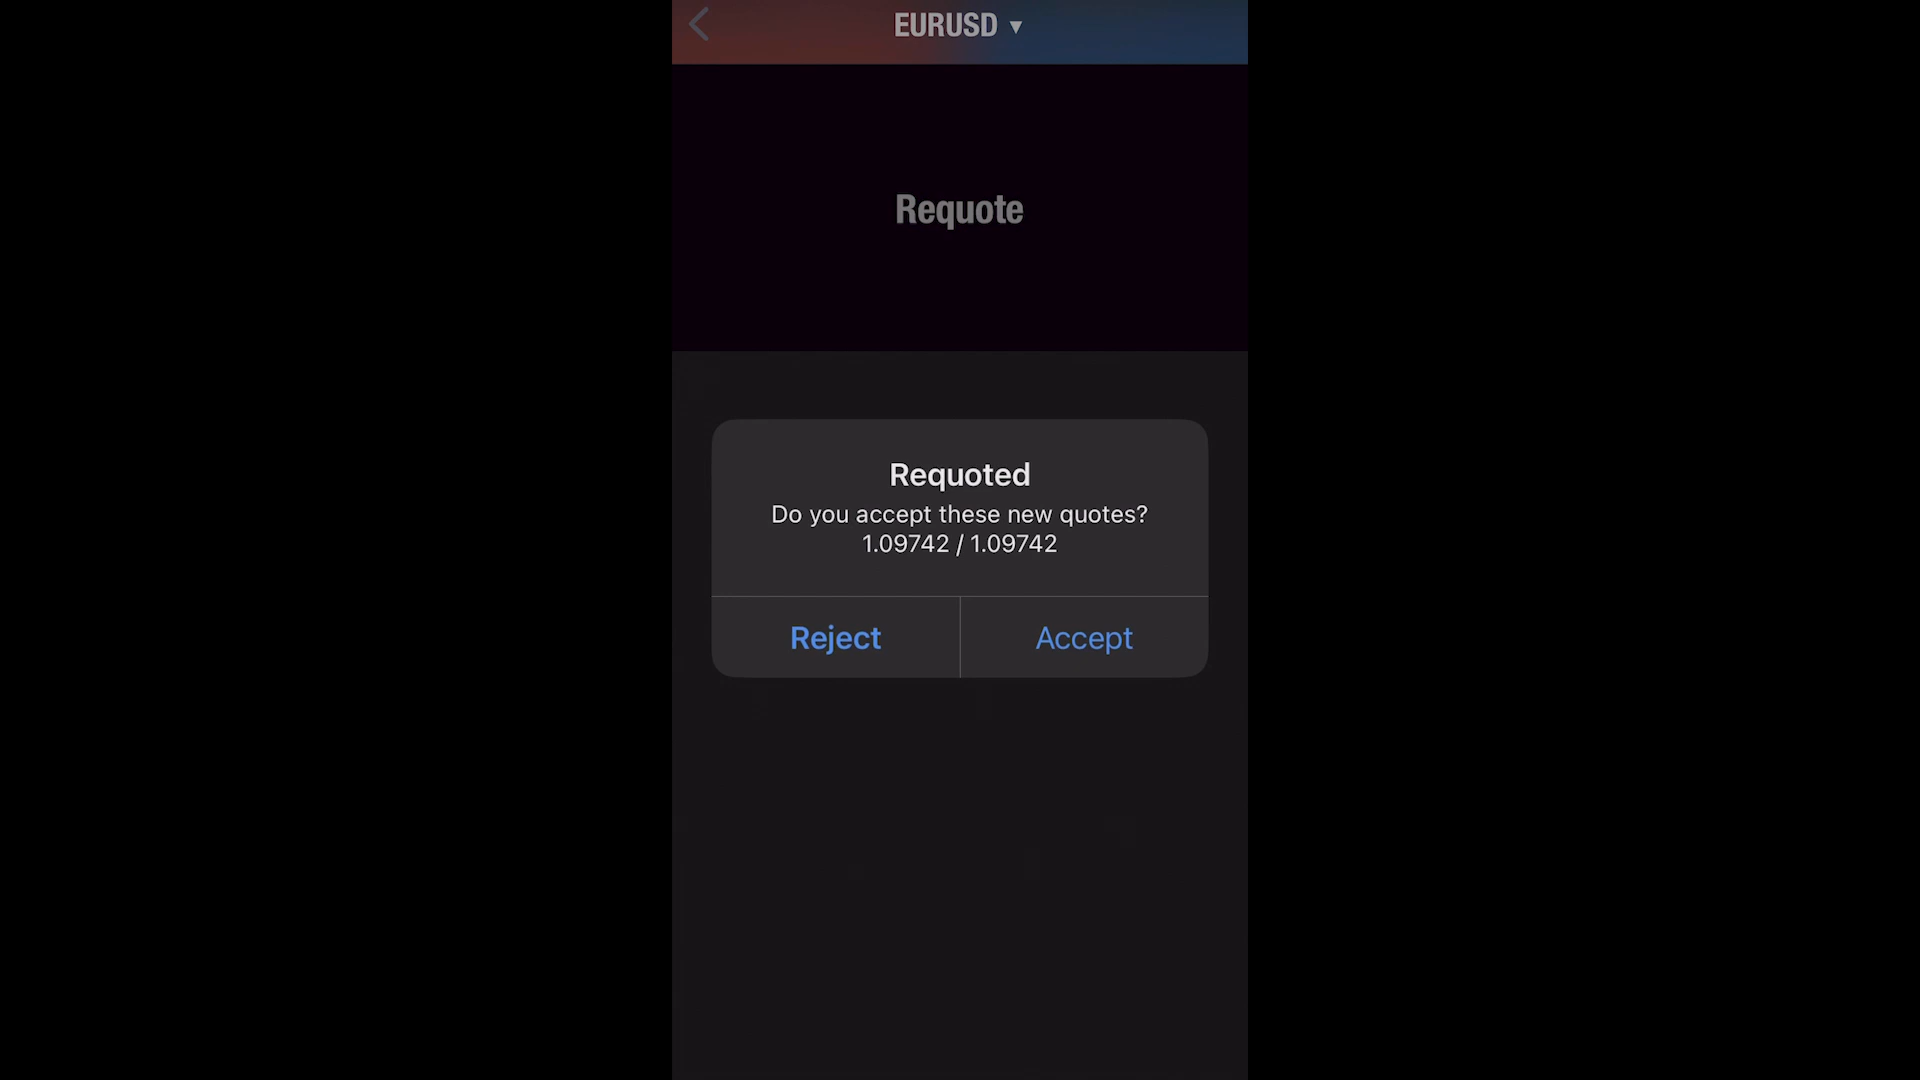 EURUSD ▼
Requote
Requoted
Do you accept these new quotes?
1.09742 / 1.09742
Reject
Accept